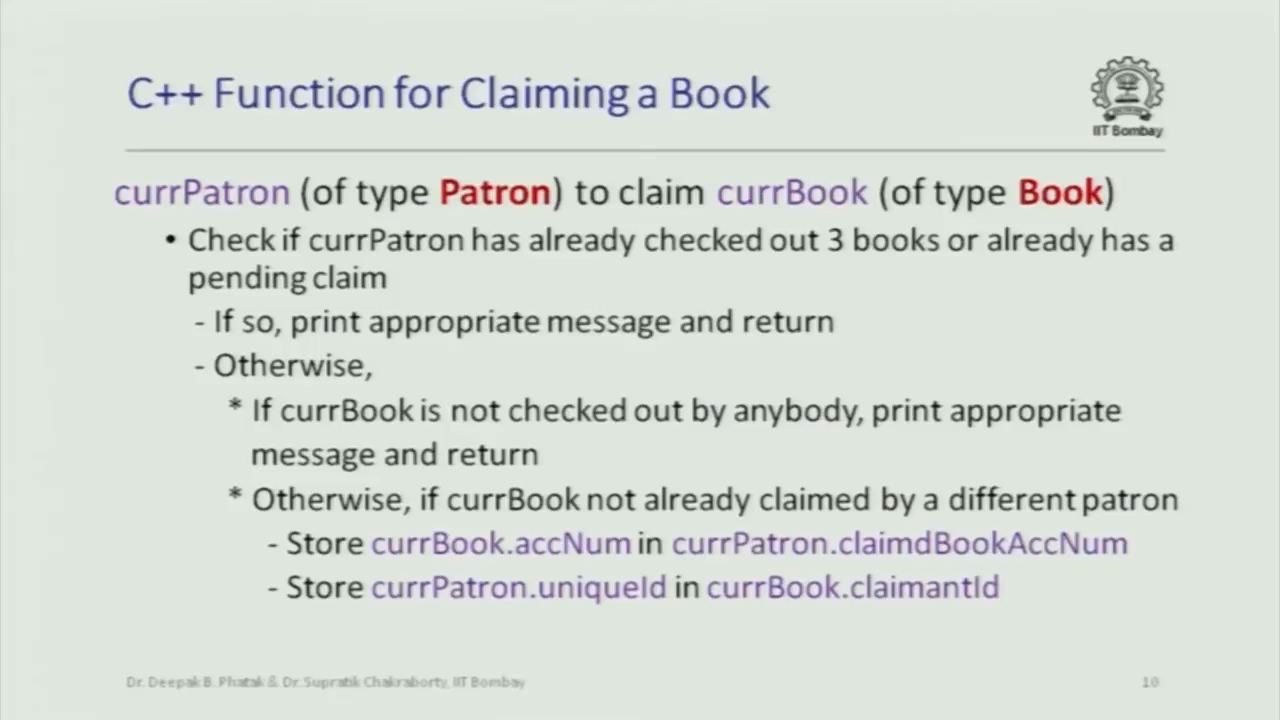 C++ Function for Claiming a Book
IIT Bombay
currPatron (of type Patron) to claim currBook (of type Book)
• Check if currPatron has already checked out 3 books or already has a
pending claim
- If so, print appropriate message and return
- Otherwise,
* If currBook is not checked out by anybody, print appropriate
message and return
* Otherwise, if currBook not already claimed by a different patron
- Store currBook.accNum in currPatron.claimdBookAccNum
- Store currPatron.uniqueId in currBook.claimantId
Dr. Deepak B. Phatak & Dr. Supratik Chakraborty, IIT Bombay
10